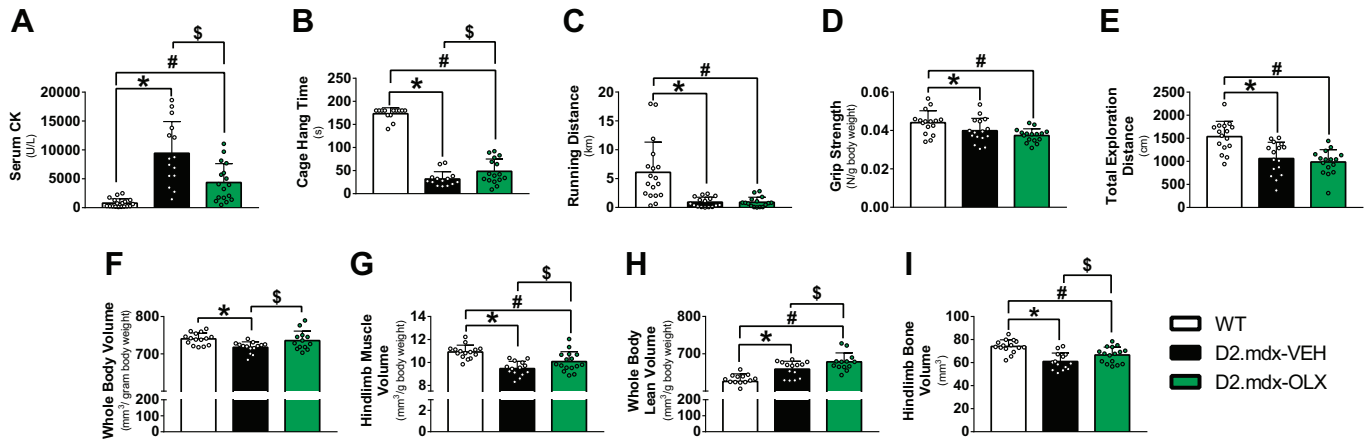 A
Serum CK
(U/L)
20000
15000
10000
5000
0
*
#
$
B
Cage Hang Time
(s)
250
200
150
100
50
0
*
#
$
C
Running Distance
(km)
20
15
10
5
0
*
#
D
Grip Strength
(N/g body weight)
0.06
0.04
0.02
0.00
*
#
E
Total Exploration
Distance
(cm)
2500
2000
1500
1000
500
0
*
#
F
Whole Body Volume
(mm³/ gram body weight)
800
700
200
100
0
*
$
G
Hindlimb Muscle
Volume
(mm³/g body weight)
12
10
8
2
0
*
#
$
H
Whole Body
Lean Volume
(mm³/g body weight)
800
700
600
200
100
0
*
#
$
I
Hindlimb Bone
Volume
(mm³)
100
80
60
40
20
0
*
#
$
WT
D2.mdx-VEH
D2.mdx-OLX